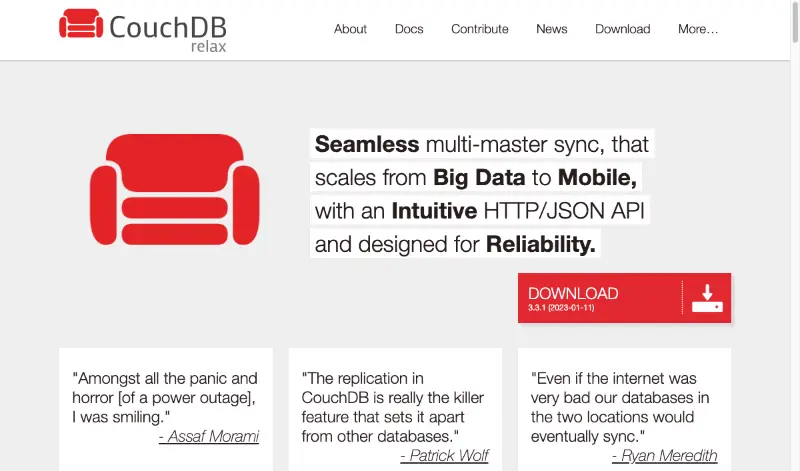 CouchDB
relax
About
Docs
Contribute
News
Download
More…
Seamless multi-master sync, that
scales from Big Data to Mobile,
with an Intuitive HTTP/JSON API
and designed for Reliability.
DOWNLOAD
3.3.1 (2023-01-11)
"Amongst all the panic and
horror [of a power outage],
I was smiling."
- Assaf Morami
"The replication in
CouchDB is really the killer
feature that sets it apart
from other databases."
- Patrick Wolf
"Even if the internet was
very bad our databases in
the two locations would
eventually sync."
- Ryan Meredith